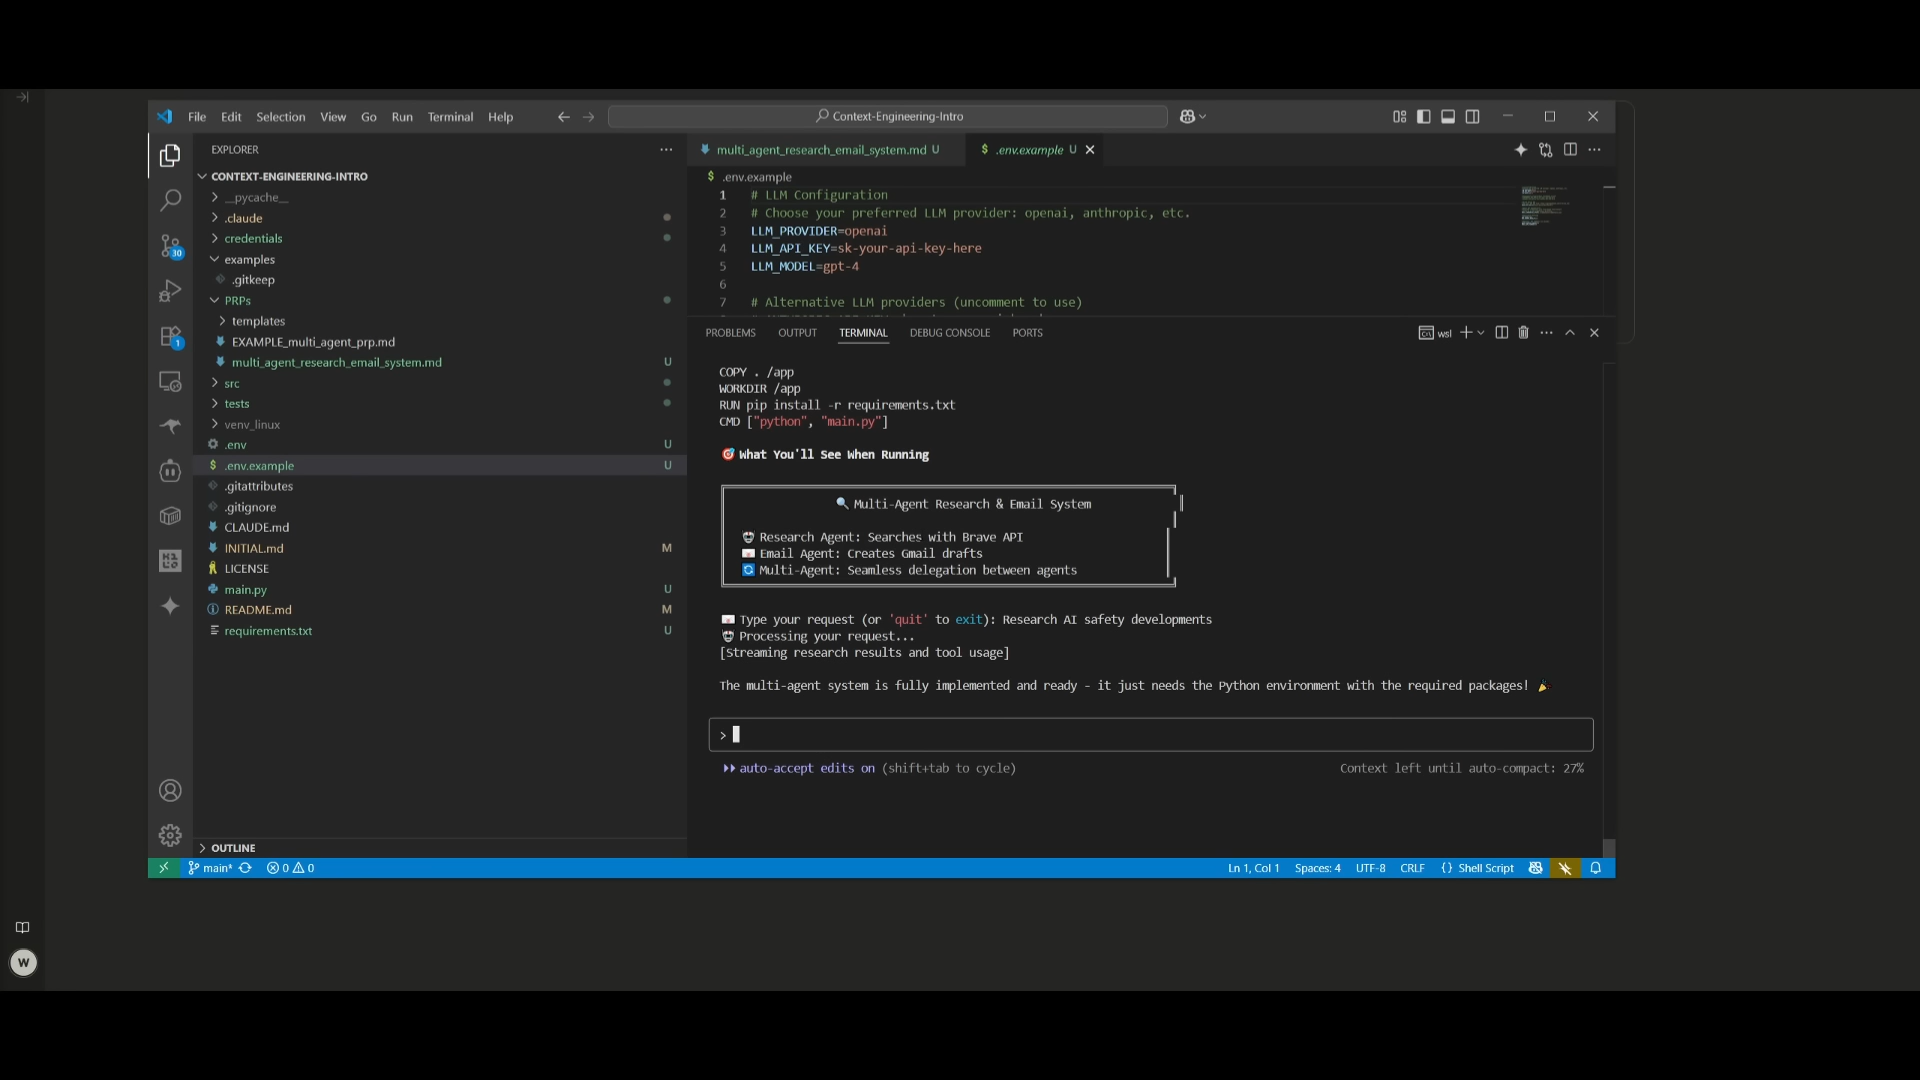 File Edit Selection View Go Run Terminal Help
Context-Engineering-Intro
EXPLORER
CONTEXT-ENGINEERING-INTRO
__pycache__
.claude
credentials
examples
.gitkeep
PRPs
templates
EXAMPLE_multi_agent_prp.md
multi_agent_research_email_system.md U
src
tests
venv_linux
.env U
.env.example U
.gitattributes
.gitignore
CLAUDE.md
INITIAL.md M
LICENSE
main.py U
README.md M
requirements.txt U
OUTLINE
30
1
multi_agent_research_email_system.md U
$ .env.example U
$ .env.example
1 # LLM Configuration
2 # Choose your preferred LLM provider: openai, anthropic, etc.
3 LLM_PROVIDER=openai
4 LLM_API_KEY=sk-your-api-key-here
5 LLM_MODEL=gpt-4
6
7 # Alternative LLM providers (uncomment to use)
PROBLEMS OUTPUT TERMINAL DEBUG CONSOLE PORTS
wsl
COPY . /app
WORKDIR /app
RUN pip install -r requirements.txt
CMD ["python", "main.py"]
🎯 What You'll See When Running
🔍 Multi-Agent Research & Email System
🤖 Research Agent: Searches with Brave API
📧 Email Agent: Creates Gmail drafts
🔄 Multi-Agent: Seamless delegation between agents
📧 Type your request (or 'quit' to exit): Research AI safety developments
🤖 Processing your request...
[Streaming research results and tool usage]
The multi-agent system is fully implemented and ready - it just needs the Python environment with the required packages! 🎉
>
auto-accept edits on (shift+tab to cycle)
Context left until auto-compact: 27%
main* 0 0
Ln 1, Col 1 Spaces: 4 UTF-8 CRLF {} Shell Script
W